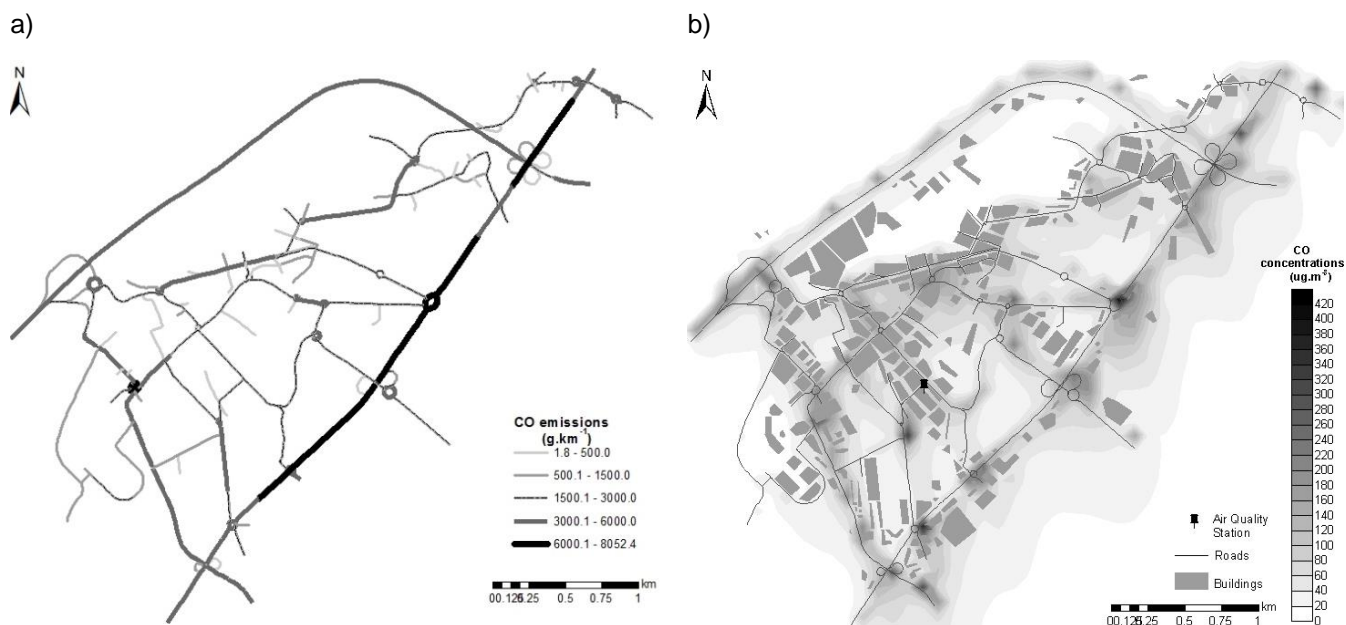 a)
N
CO emissions
(g.km-1)
1.8 - 500.0
500.1 - 1500.0
1500.1 - 3000.0
3000.1 - 6000.0
6000.1 - 8052.4
km
0.5 0.75 1
b)
N
CO
concentrations
(ug.m-3)
420
400
380
360
340
320
300
280
260
240
220
200
180
160
140
120
100
80
60
40
20
0
Air Quality
Station
Roads
Buildings
km
0.5 0.75 1